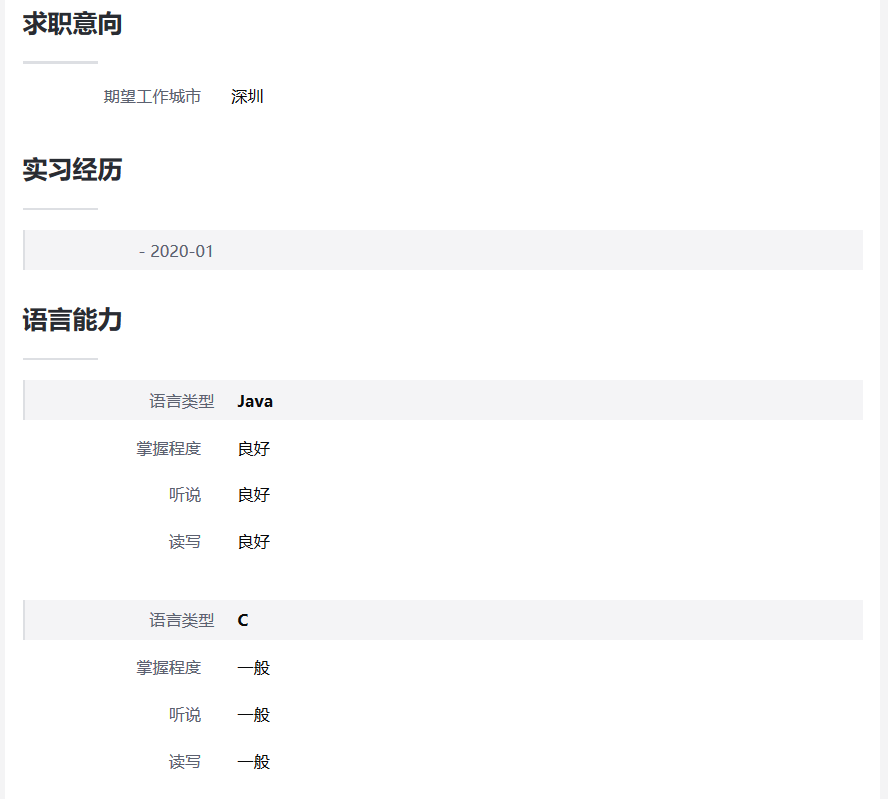 求职意向
期望工作城市 深圳
实习经历
- 2020-01
语言能力
语言类型 Java
掌握程度 良好
听说 良好
读写 良好
语言类型 C
掌握程度 一般
听说 一般
读写 一般